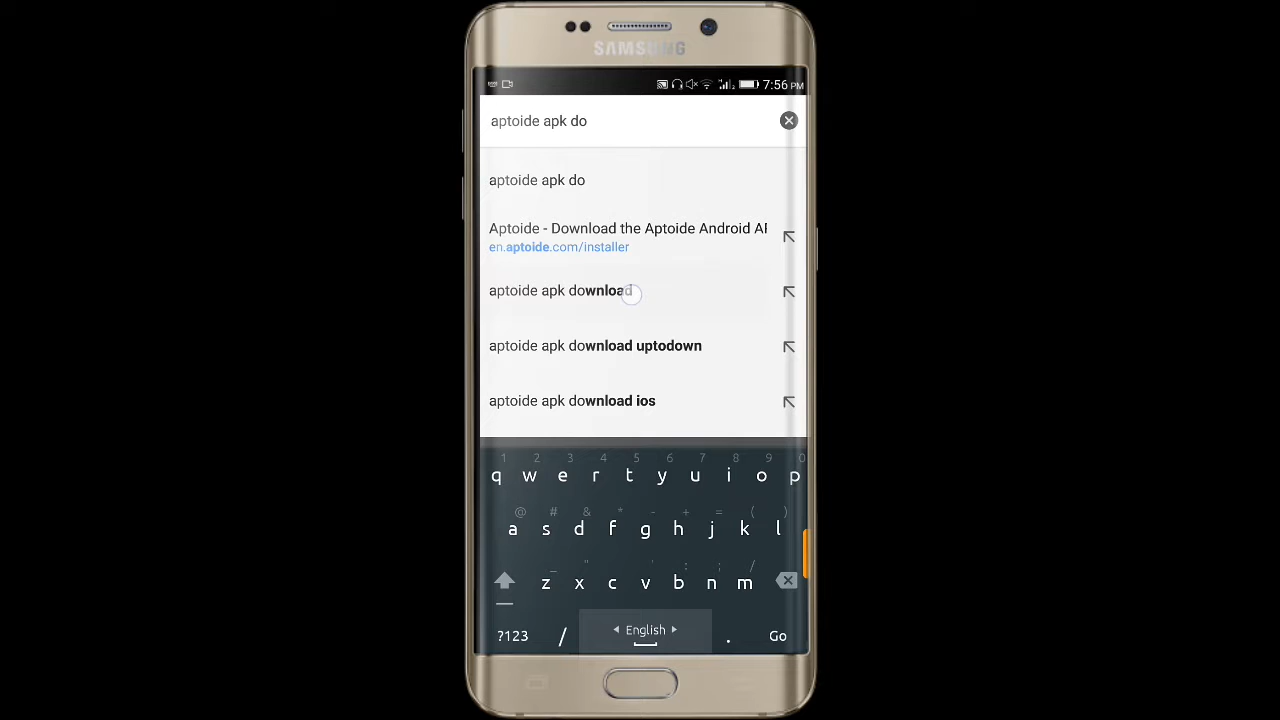 SAMSUNG
7:56 PM
aptoide apk do
aptoide apk do
Aptoide - Download the Aptoide Android AP
en.aptoide.com/installer
aptoide apk download
aptoide apk download uptodown
aptoide apk download ios
1 2 3 4 5 6 7 8 9 0
q w e r t y u i o p
@ # & * - + = ( )
a s d f g h j k l
_ " ' : ; /
z x c v b n m
?123 / English . Go